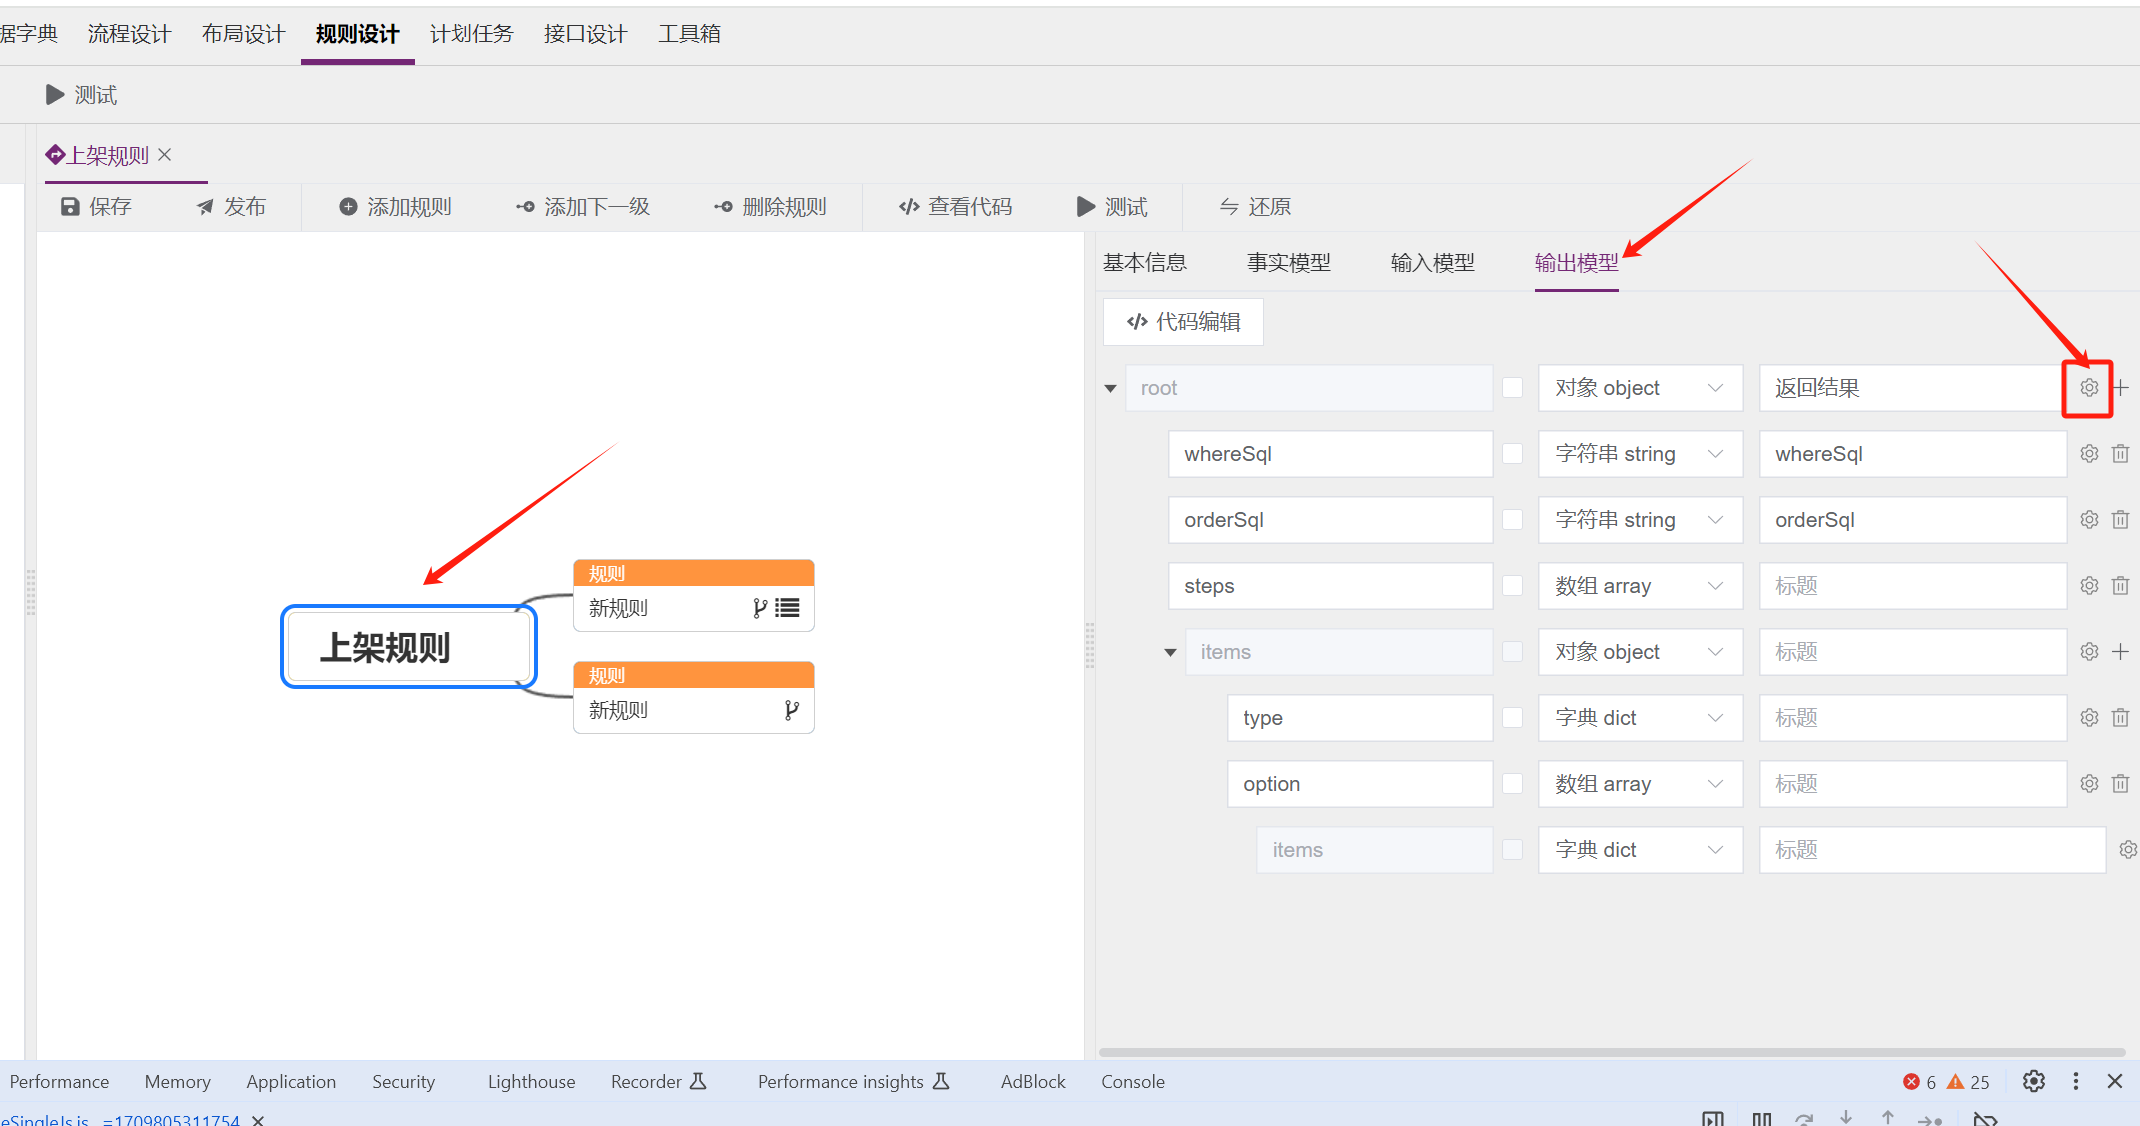 据字典 流程设计 布局设计 规则设计 计划任务 接口设计 工具箱
测试
上架规则
保存 发布 添加规则 添加下一级 删除规则 查看代码 测试 还原
基本信息 事实模型 输入模型 输出模型
代码编辑
root 对象 object 返回结果
whereSql 字符串 string whereSql
orderSql 字符串 string orderSql
steps 数组 array 标题
items 对象 object 标题
type 字典 dict 标题
option 数组 array 标题
items 字典 dict 标题
规则
新规则
上架规则
规则
新规则
Performance Memory Application Security Lighthouse Recorder Performance insights AdBlock Console 6 25
eSingleJs.js..=1709805311754